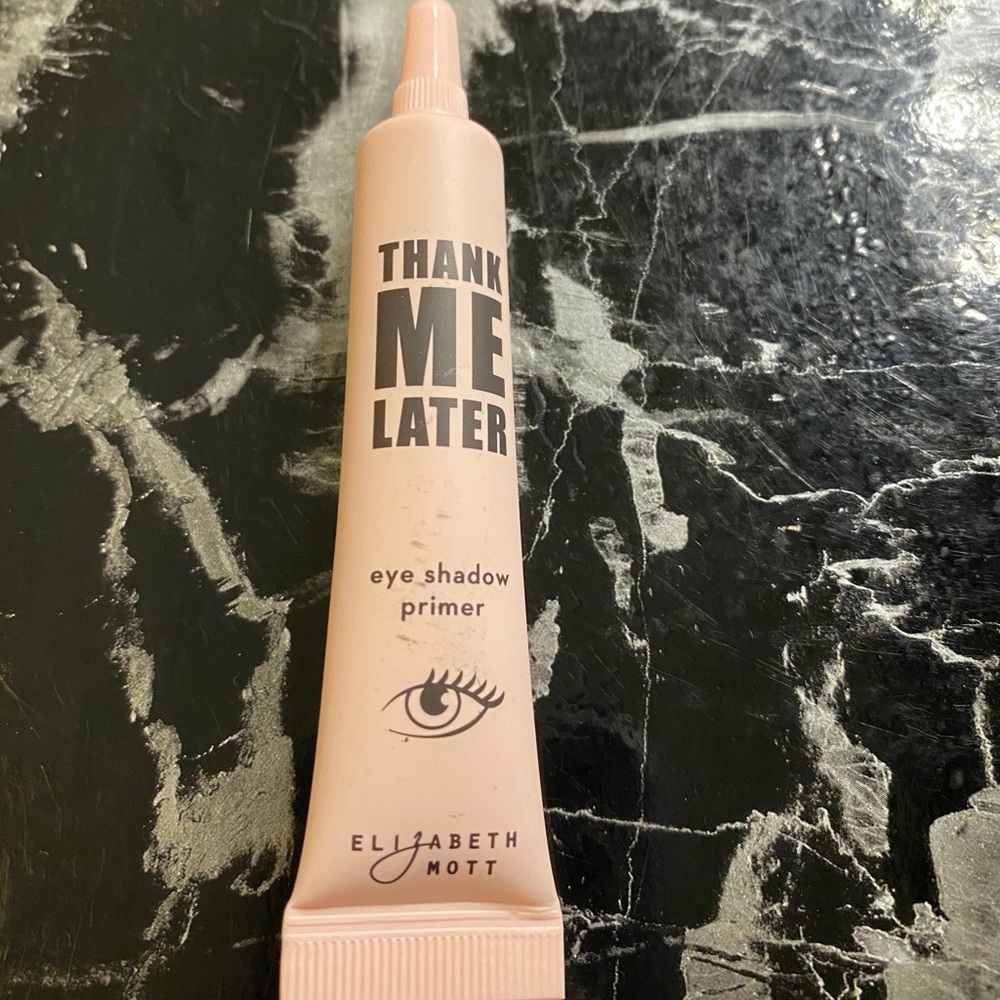 THANK
ME
LATER
eye shadow
primer
ELIZABETH
MOTT